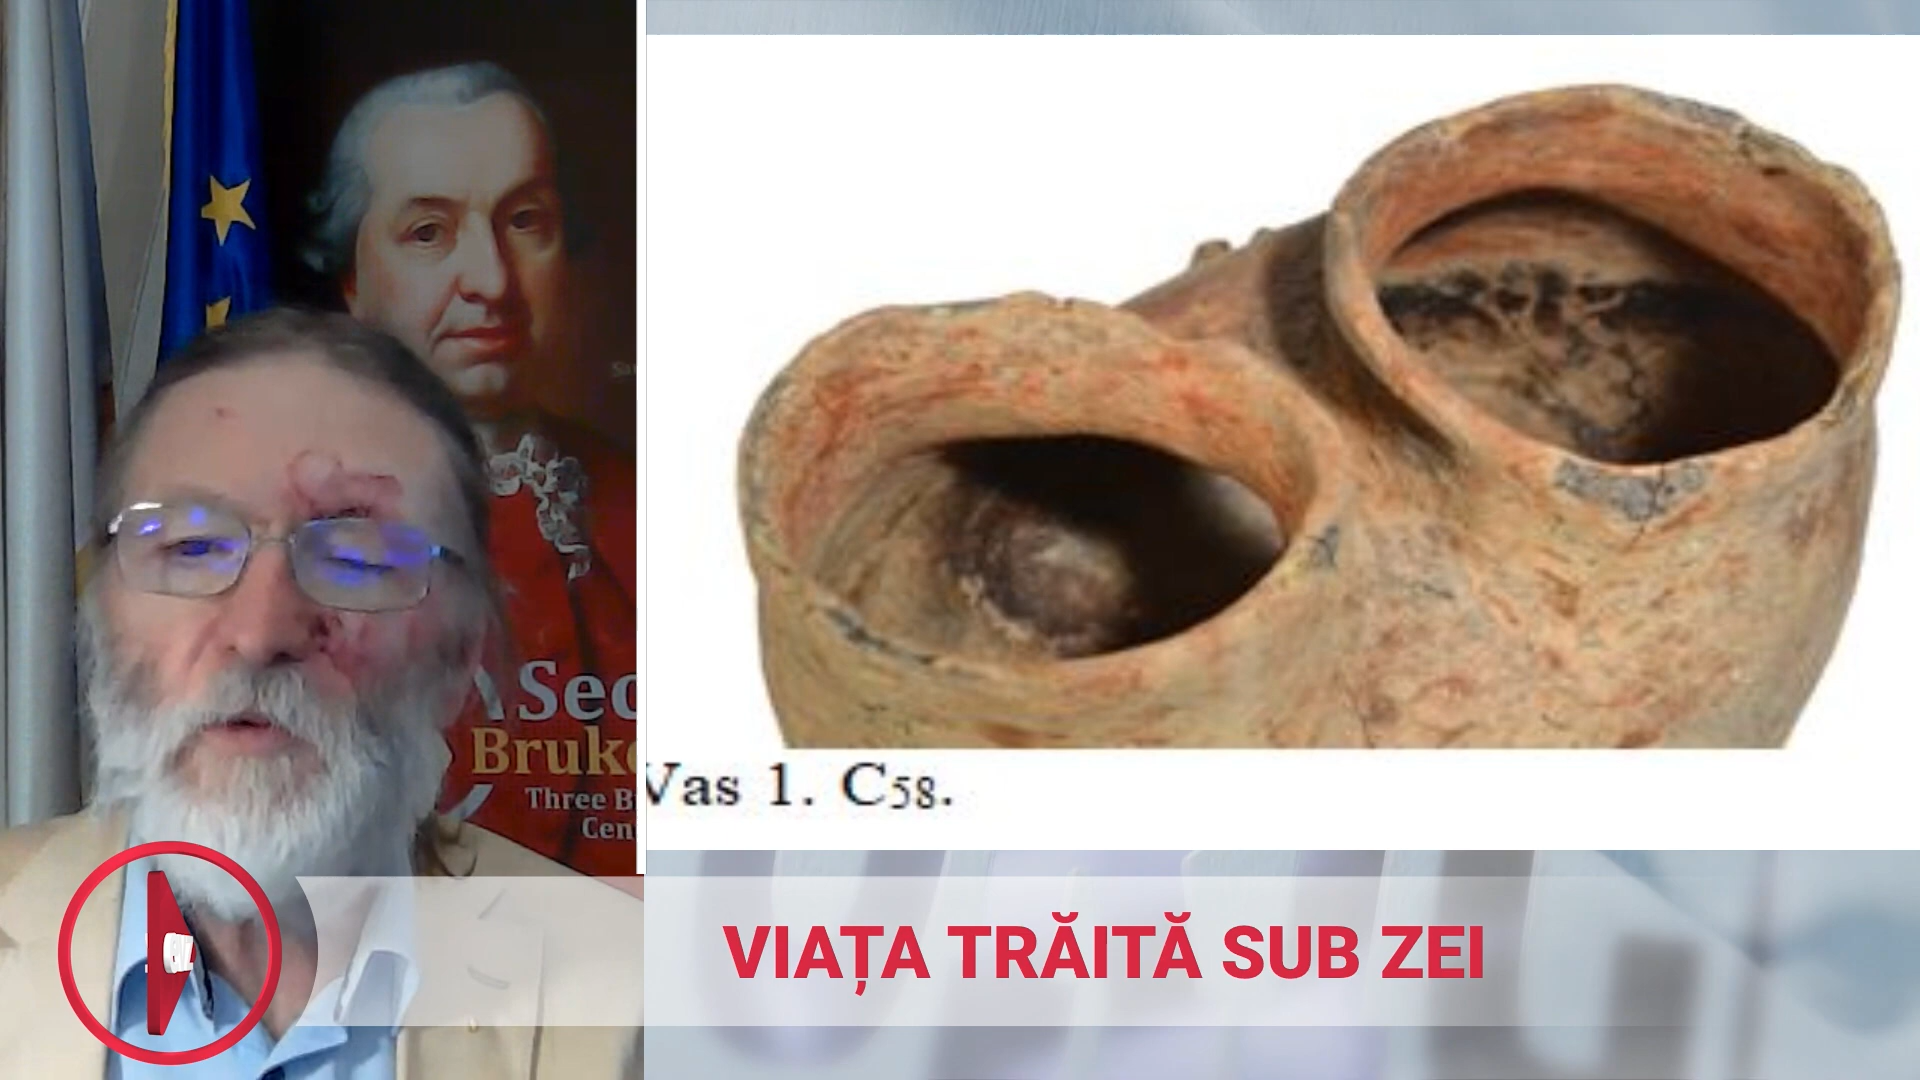 Sec
Bruke
Three B
Cen
Vas 1. C58.
VIAȚA TRĂITĂ SUB ZEI